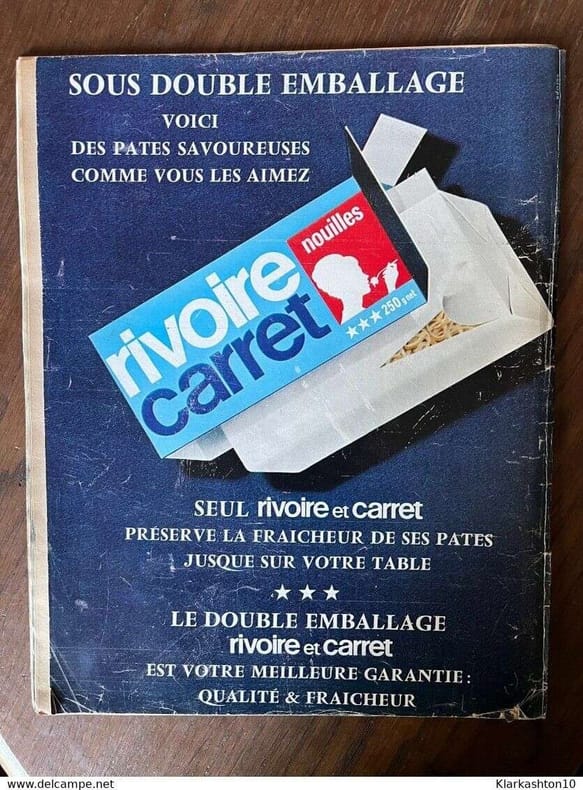 SOUS DOUBLE EMBALLAGE
VOICI
DES PATES SAVOUREUSES
COMME VOUS LES AIMEZ
nouilles
rivoire
carret
★★★ 250 g net
SEUL rivoire et carret
PRÉSERVE LA FRAICHEUR DE SES PATES
JUSQUE SUR VOTRE TABLE
★ ★ ★
LE DOUBLE EMBALLAGE
rivoire et carret
EST VOTRE MEILLEURE GARANTIE :
QUALITÉ & FRAICHEUR
delcampe.net
Klarkashton10